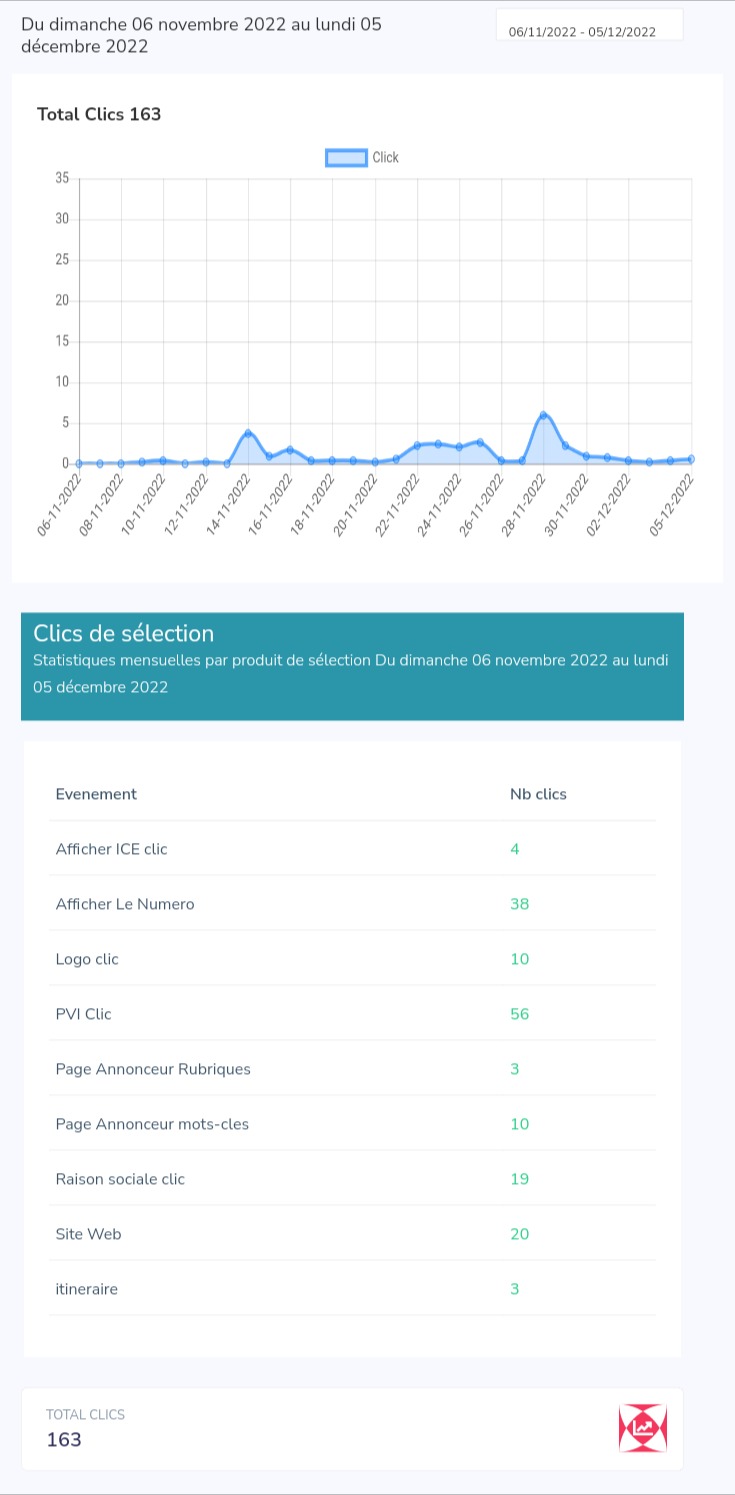 Du dimanche 06 novembre 2022 au lundi 05
décembre 2022
06/11/2022 - 05/12/2022
Total Clics 163
Click
35
30
25
20
15
10
5
0
06-11-2022
08-11-2022
10-11-2022
12-11-2022
14-11-2022
16-11-2022
18-11-2022
20-11-2022
22-11-2022
24-11-2022
26-11-2022
28-11-2022
30-11-2022
02-12-2022
05-12-2022
Clics de sélection
Statistiques mensuelles par produit de sélection Du dimanche 06 novembre 2022 au lundi
05 décembre 2022
Evenement Nb clics
Afficher ICE clic 4
Afficher Le Numero 38
Logo clic 10
PVI Clic 56
Page Annonceur Rubriques 3
Page Annonceur mots-cles 10
Raison sociale clic 19
Site Web 20
itineraire 3
TOTAL CLICS
163